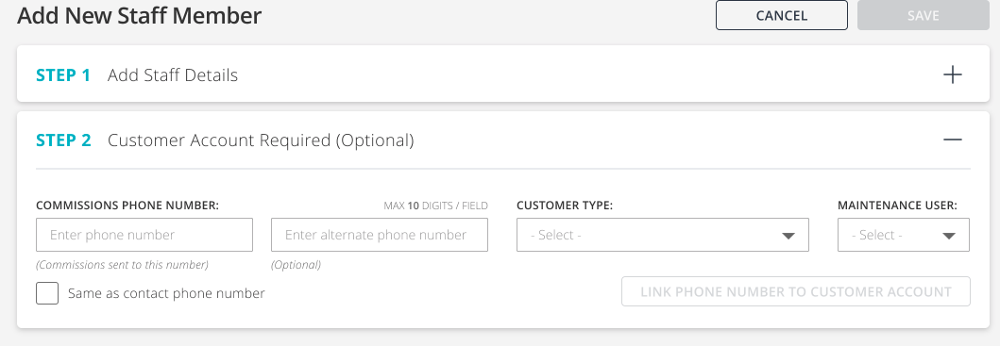 Add New Staff Member
CANCEL
SAVE
STEP 1 Add Staff Details
STEP 2 Customer Account Required (Optional)
COMMISSIONS PHONE NUMBER:
MAX 10 DIGITS / FIELD
CUSTOMER TYPE:
MAINTENANCE USER:
Enter phone number
Enter alternate phone number
- Select -
- Select -
(Commissions sent to this number)
(Optional)
Same as contact phone number
LINK PHONE NUMBER TO CUSTOMER ACCOUNT